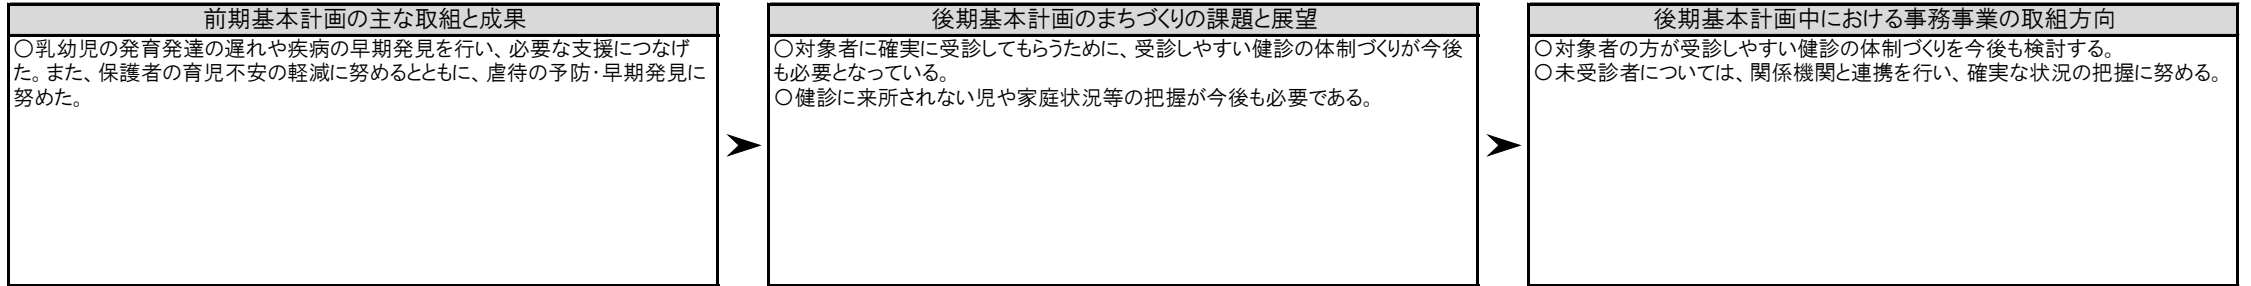 前期基本計画の主な取組と成果
○乳幼児の発育発達の遅れや疾病の早期発見を行い、必要な支援につなげ
た。また、保護者の育児不安の軽減に努めるとともに、虐待の予防・早期発見に
努めた。
後期基本計画のまちづくりの課題と展望
○対象者に確実に受診してもらうために、受診しやすい健診の体制づくりが今後
も必要となっている。
○健診に来所されない児や家庭状況等の把握が今後も必要である。
後期基本計画中における事務事業の取組方向
○対象者の方が受診しやすい健診の体制づくりを今後も検討する。
○未受診者については、関係機関と連携を行い、確実な状況の把握に努める。